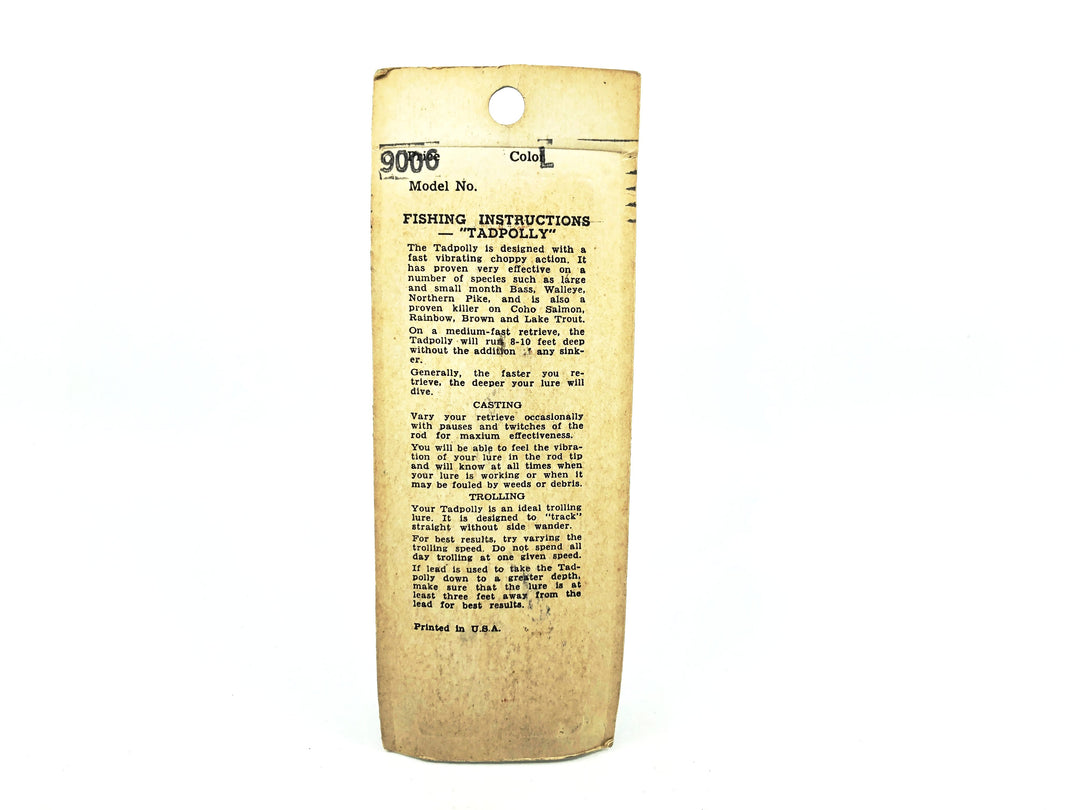 9006 Price Color L
Model No.
FISHING INSTRUCTIONS
— "TADPOLLY"
The Tadpolly is designed with a
fast vibrating choppy action. It
has proven very effective on a
number of species such as large
and small month Bass, Walleye,
Northern Pike, and is also a
proven killer on Coho Salmon,
Rainbow, Brown and Lake Trout.
On a medium-fast retrieve, the
Tadpolly will run 8-10 feet deep
without the addition of any sink-
er.
Generally, the faster you re-
trieve, the deeper your lure will
dive.
CASTING
Vary your retrieve occasionally
with pauses and twitches of the
rod for maxium effectiveness.
You will be able to feel the vibra-
tion of your lure in the rod tip
and will know at all times when
your lure is working or when it
may be fouled by weeds or debris.
TROLLING
Your Tadpolly is an ideal trolling
lure. It is designed to "track"
straight without side wander.
For best results, try varying the
trolling speed. Do not spend all
day trolling at one given speed.
If lead is used to take the Tad-
polly down to a greater depth,
make sure that the lure is at
least three feet away from the
lead for best results.
Printed in U.S.A.